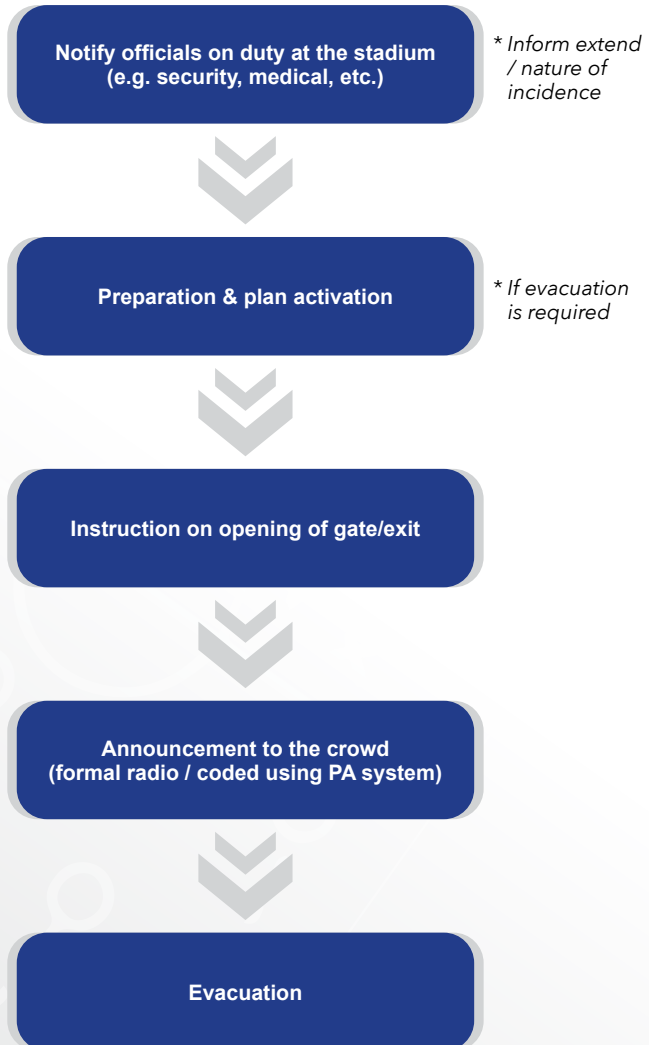 Notify officials on duty at the stadium
(e.g. security, medical, etc.)
* Inform extend
/ nature of
incidence
Preparation & plan activation
* If evacuation
is required
Instruction on opening of gate/exit
Announcement to the crowd
(formal radio / coded using PA system)
Evacuation